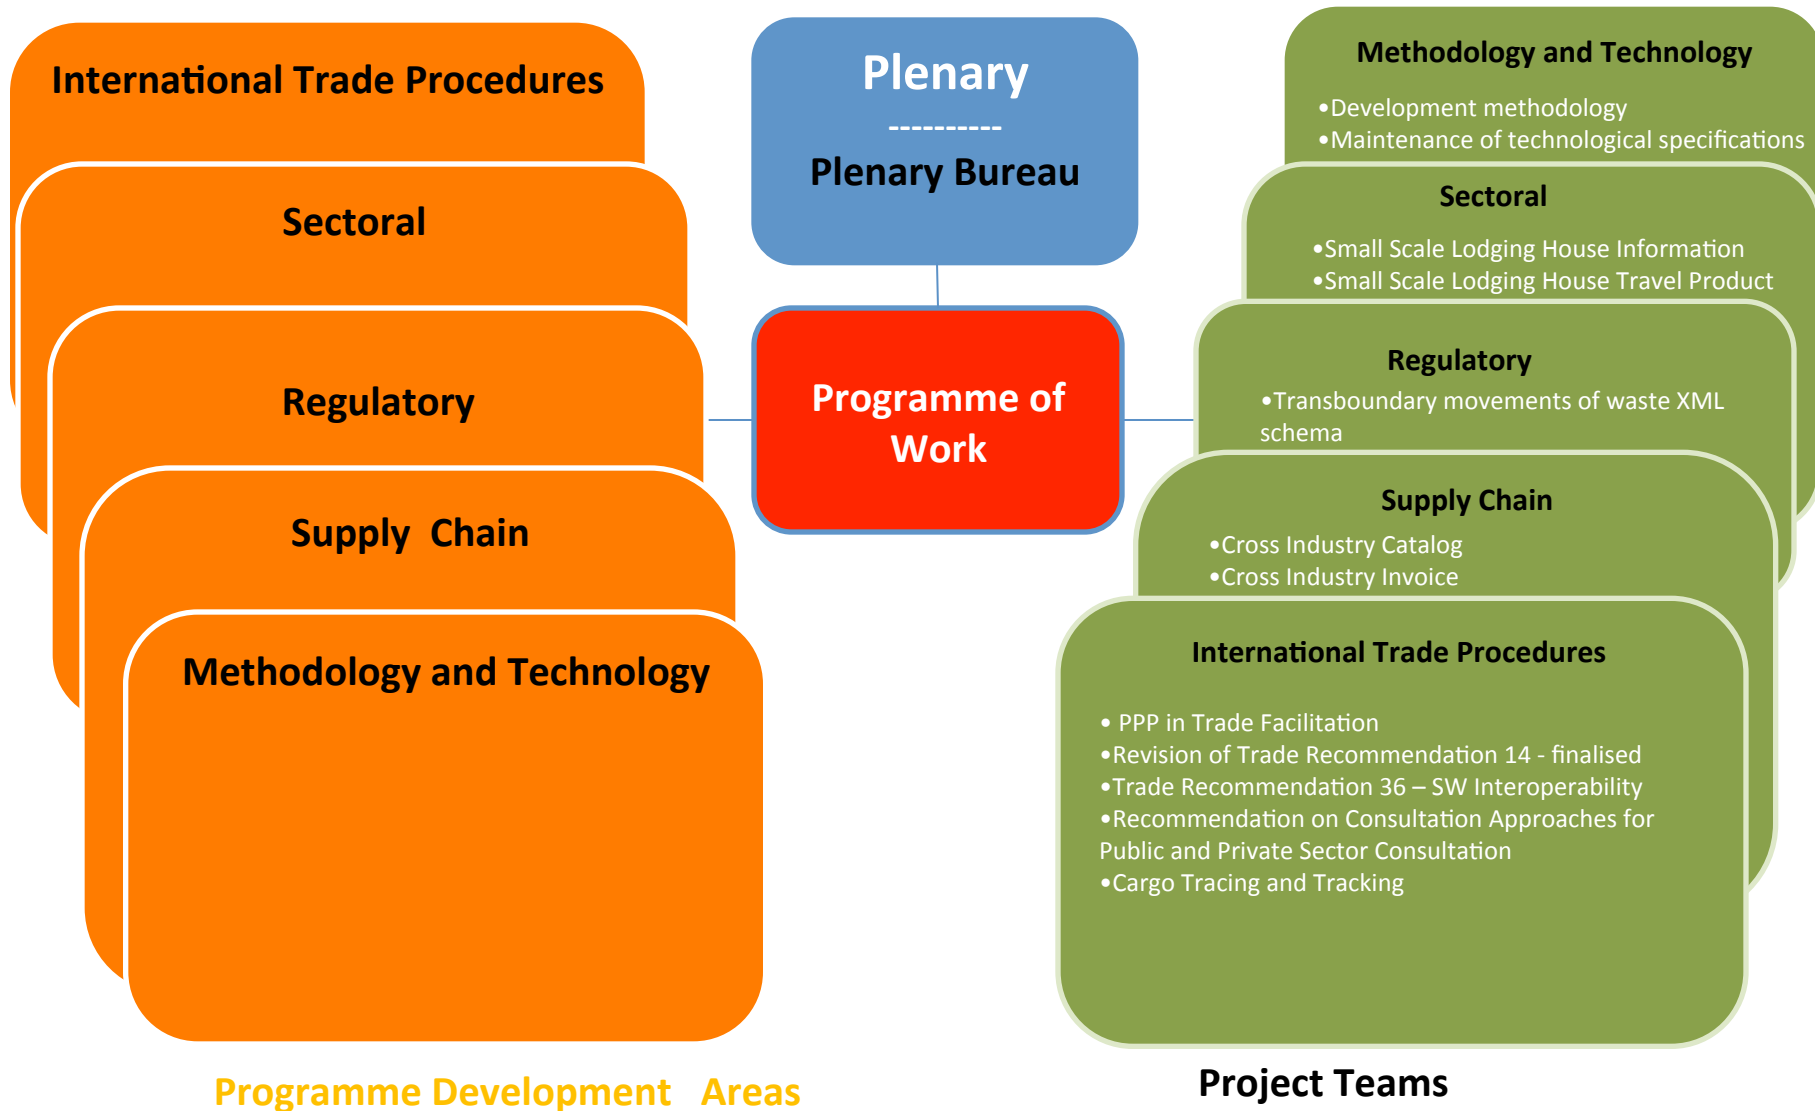 International Trade Procedures
Sectoral
Regulatory
Supply Chain
Methodology and Technology
Programme Development Areas
Plenary
----------
Plenary Bureau
Programme of
Work
Methodology and Technology
•Development methodology
•Maintenance of technological specifications
Sectoral
•Small Scale Lodging House Information
•Small Scale Lodging House Travel Product
Regulatory
•Transboundary movements of waste XML
schema
Supply Chain
•Cross Industry Catalog
•Cross Industry Invoice
International Trade Procedures
• PPP in Trade Facilitation
•Revision of Trade Recommendation 14 - finalised
•Trade Recommendation 36 – SW Interoperability
•Recommendation on Consultation Approaches for
Public and Private Sector Consultation
•Cargo Tracing and Tracking
Project Teams